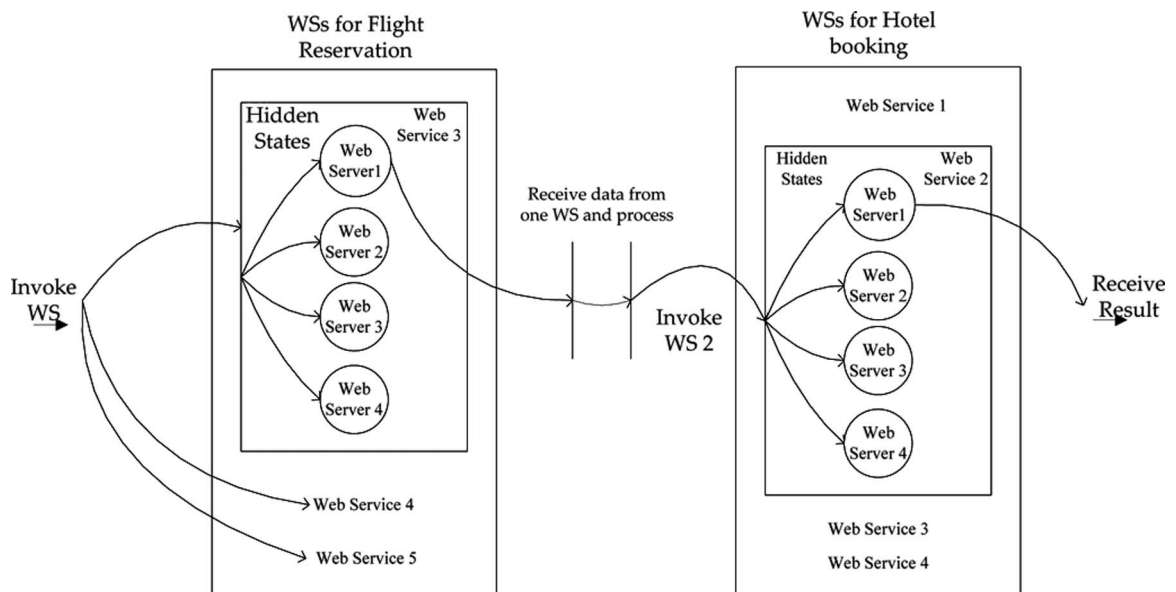 WSs for Flight
Reservation
WSs for Hotel
booking
Hidden
States
Web
Service 3
Web
Server1
Web
Server 2
Web
Server 3
Web
Server 4
Web Service 4
Web Service 5
Invoke
WS
Receive data from
one WS and process
Invoke
WS 2
Web Service 1
Hidden
States
Web
Service 2
Web
Server1
Web
Server 2
Web
Server 3
Web
Server 4
Web Service 3
Web Service 4
Receive
Result